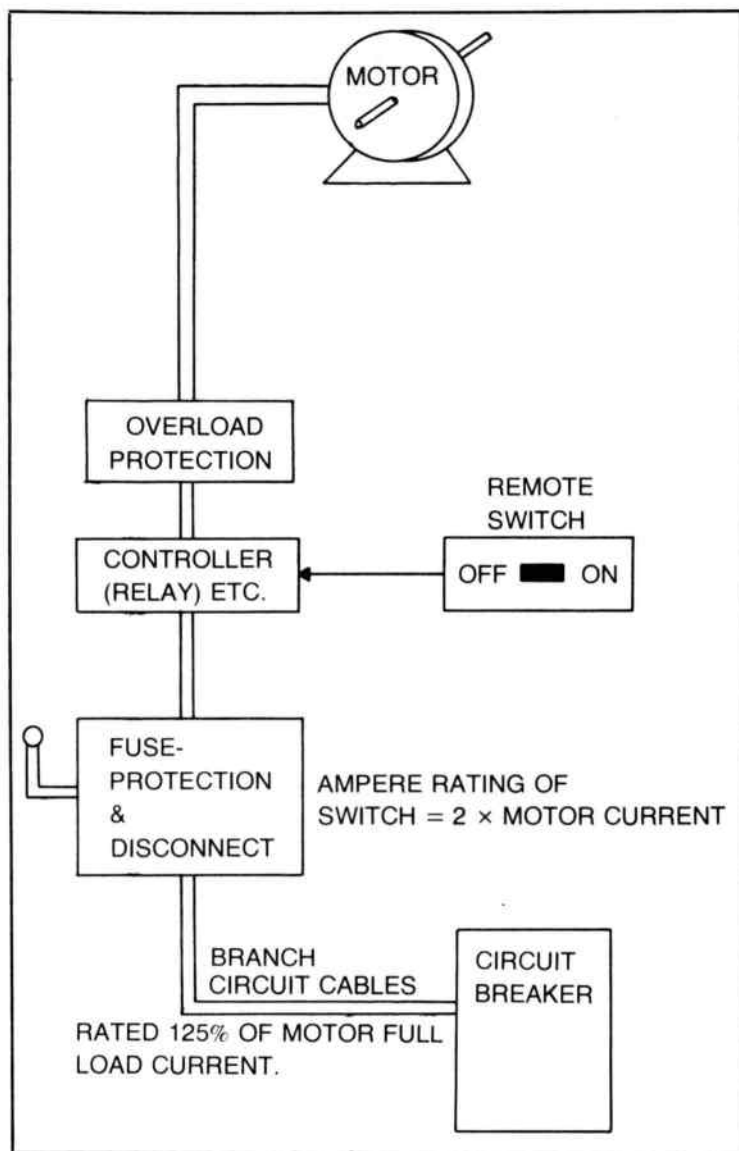 MOTOR
OVERLOAD
PROTECTION
REMOTE
SWITCH
CONTROLLER
(RELAY) ETC.
OFF ON
FUSE-
PROTECTION
&
DISCONNECT
AMPERE RATING OF
SWITCH = 2 × MOTOR CURRENT
BRANCH
CIRCUIT CABLES
CIRCUIT
BREAKER
RATED 125% OF MOTOR FULL
LOAD CURRENT.